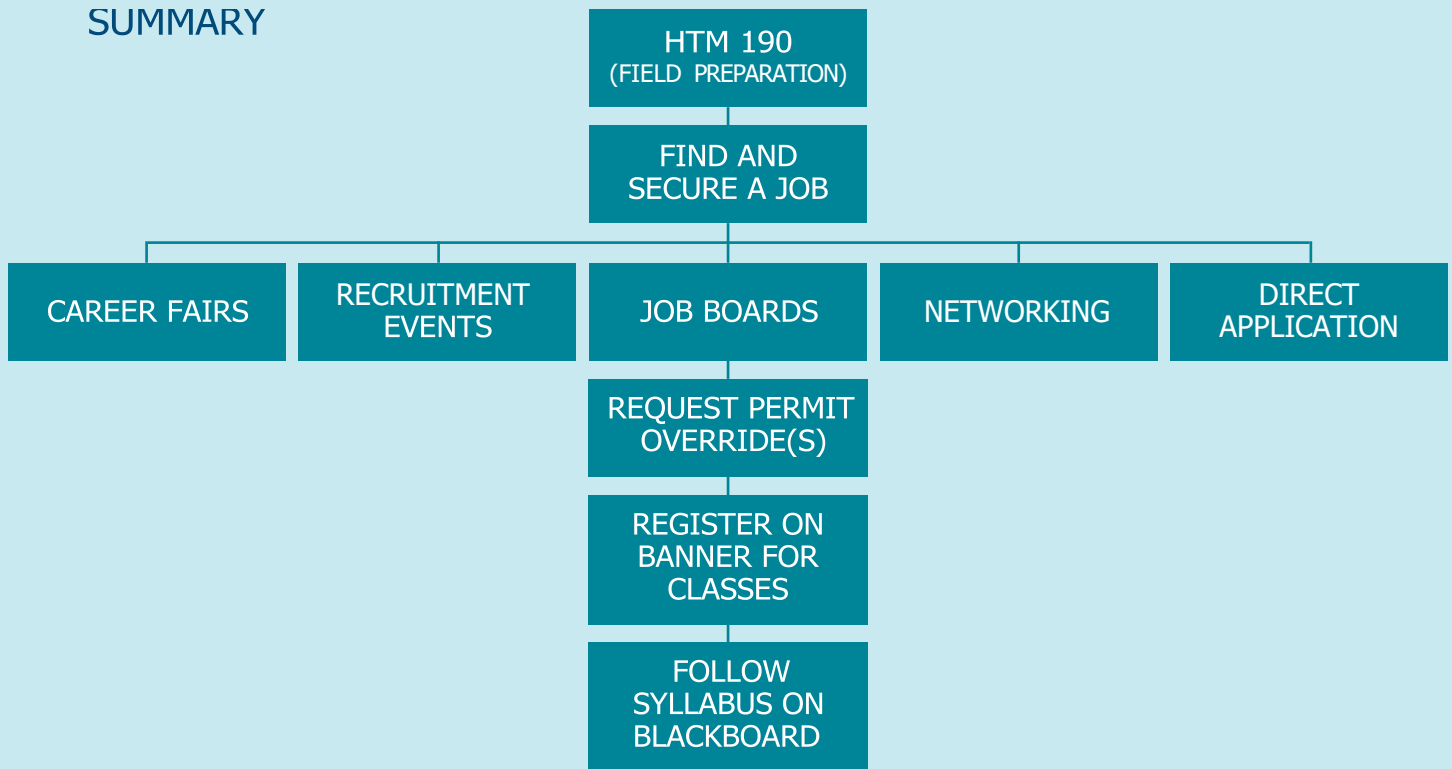 SUMMARY
HTM 190
(FIELD PREPARATION)
FIND AND
SECURE A JOB
CAREER FAIRS
RECRUITMENT
EVENTS
JOB BOARDS
NETWORKING
DIRECT
APPLICATION
REQUEST PERMIT
OVERRIDE(S)
REGISTER ON
BANNER FOR
CLASSES
FOLLOW
SYLLABUS ON
BLACKBOARD